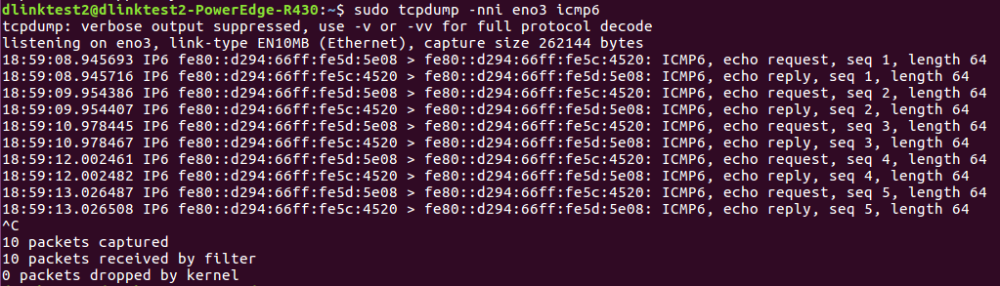 dlinktest2@dlinktest2-PowerEdge-R430:~$ sudo tcpdump -nni eno3 icmp6
tcpdump: verbose output suppressed, use -v or -vv for full protocol decode
listening on eno3, link-type EN10MB (Ethernet), capture size 262144 bytes
18:59:08.945693 IP6 fe80::d294:66ff:fe5d:5e08 > fe80::d294:66ff:fe5c:4520: ICMP6, echo request, seq 1, length 64
18:59:08.945716 IP6 fe80::d294:66ff:fe5c:4520 > fe80::d294:66ff:fe5d:5e08: ICMP6, echo reply, seq 1, length 64
18:59:09.954386 IP6 fe80::d294:66ff:fe5d:5e08 > fe80::d294:66ff:fe5c:4520: ICMP6, echo request, seq 2, length 64
18:59:09.954407 IP6 fe80::d294:66ff:fe5c:4520 > fe80::d294:66ff:fe5d:5e08: ICMP6, echo reply, seq 2, length 64
18:59:10.978445 IP6 fe80::d294:66ff:fe5d:5e08 > fe80::d294:66ff:fe5c:4520: ICMP6, echo request, seq 3, length 64
18:59:10.978467 IP6 fe80::d294:66ff:fe5c:4520 > fe80::d294:66ff:fe5d:5e08: ICMP6, echo reply, seq 3, length 64
18:59:12.002461 IP6 fe80::d294:66ff:fe5d:5e08 > fe80::d294:66ff:fe5c:4520: ICMP6, echo request, seq 4, length 64
18:59:12.002482 IP6 fe80::d294:66ff:fe5c:4520 > fe80::d294:66ff:fe5d:5e08: ICMP6, echo reply, seq 4, length 64
18:59:13.026487 IP6 fe80::d294:66ff:fe5d:5e08 > fe80::d294:66ff:fe5c:4520: ICMP6, echo request, seq 5, length 64
18:59:13.026508 IP6 fe80::d294:66ff:fe5c:4520 > fe80::d294:66ff:fe5d:5e08: ICMP6, echo reply, seq 5, length 64
^C
10 packets captured
10 packets received by filter
0 packets dropped by kernel